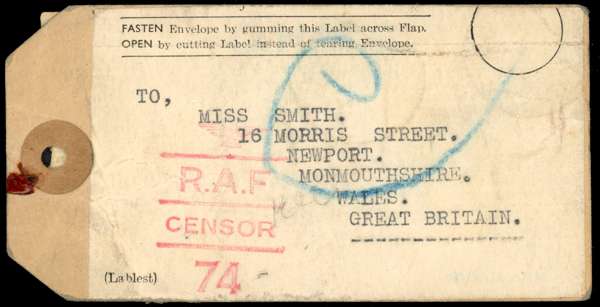 FASTEN Envelope by gumming this Label across Flap.
OPEN by cutting Label instead of tearing Envelope.
TO,
MISS SMITH.
16 MORRIS STREET.
NEWPORT.
MONMOUTHSHIRE.
WALES.
GREAT BRITAIN.
R.A.F
CENSOR
74
(Lablest)